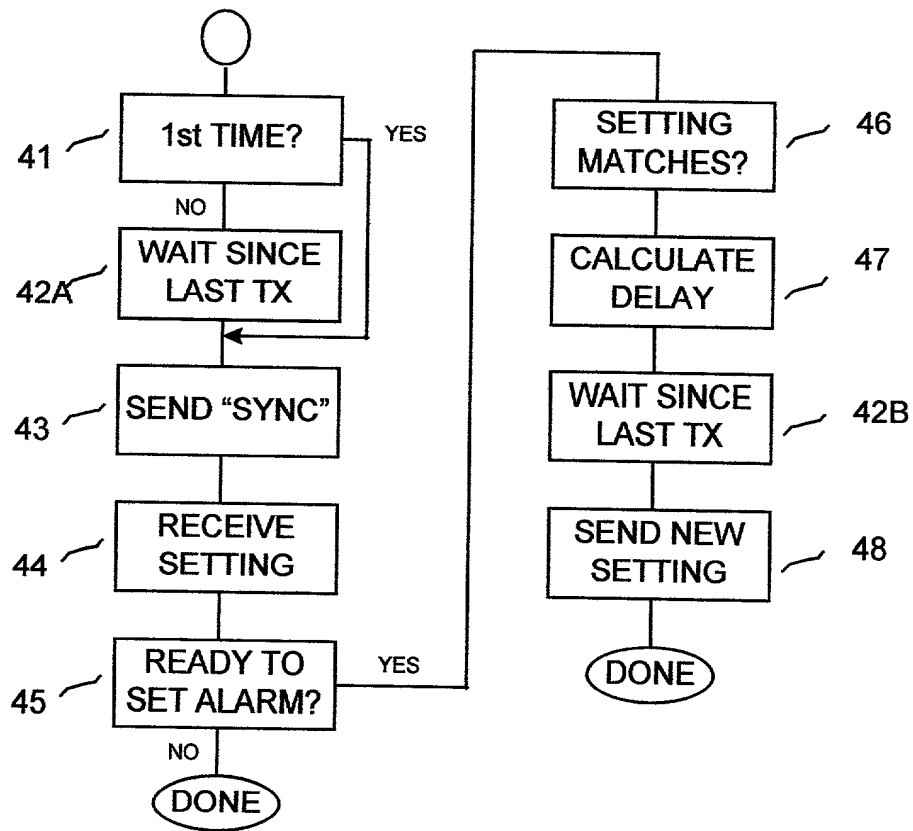 41
1st TIME?
YES
NO
42A
WAIT SINCE
LAST TX
43
SEND “SYNC”
44
RECEIVE
SETTING
45
READY TO
SET ALARM?
YES
NO
DONE
SETTING
MATCHES?
46
CALCULATE
DELAY
47
WAIT SINCE
LAST TX
42B
SEND NEW
SETTING
48
DONE